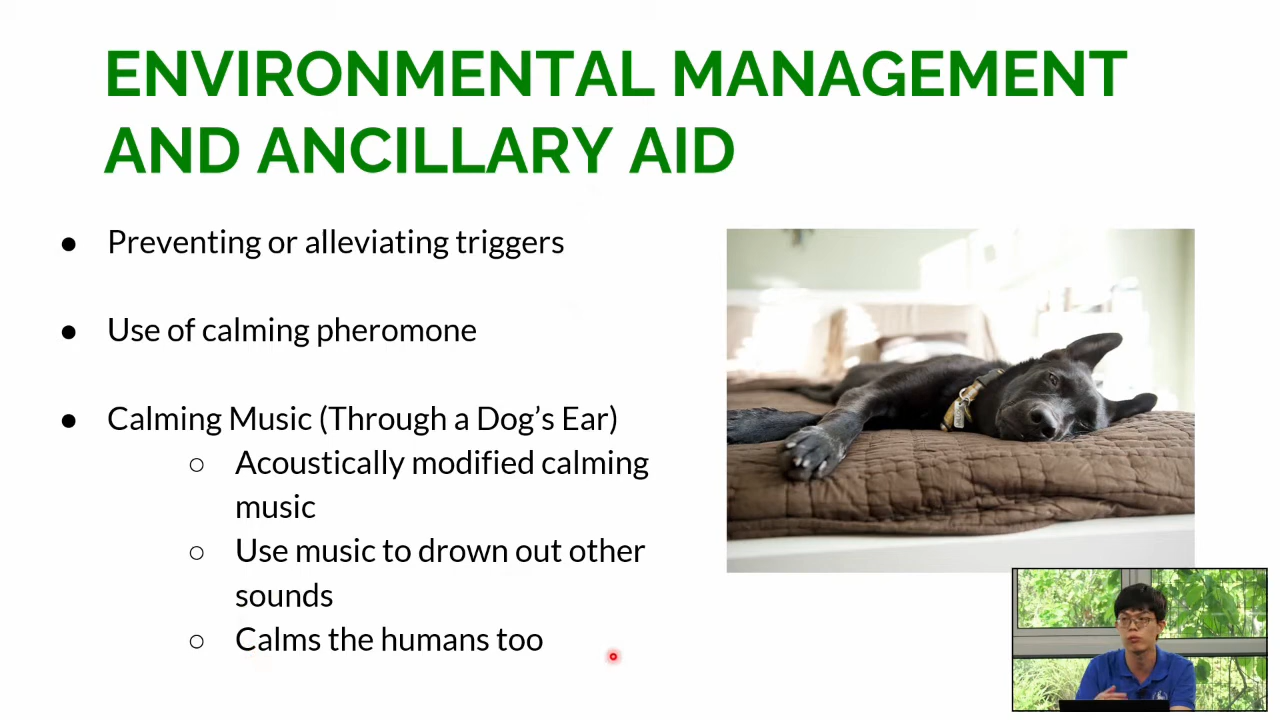 ENVIRONMENTAL MANAGEMENT
AND ANCILLARY AID
● Preventing or alleviating triggers
● Use of calming pheromone
● Calming Music (Through a Dog's Ear)
○ Acoustically modified calming
music
○ Use music to drown out other
sounds
○ Calms the humans too